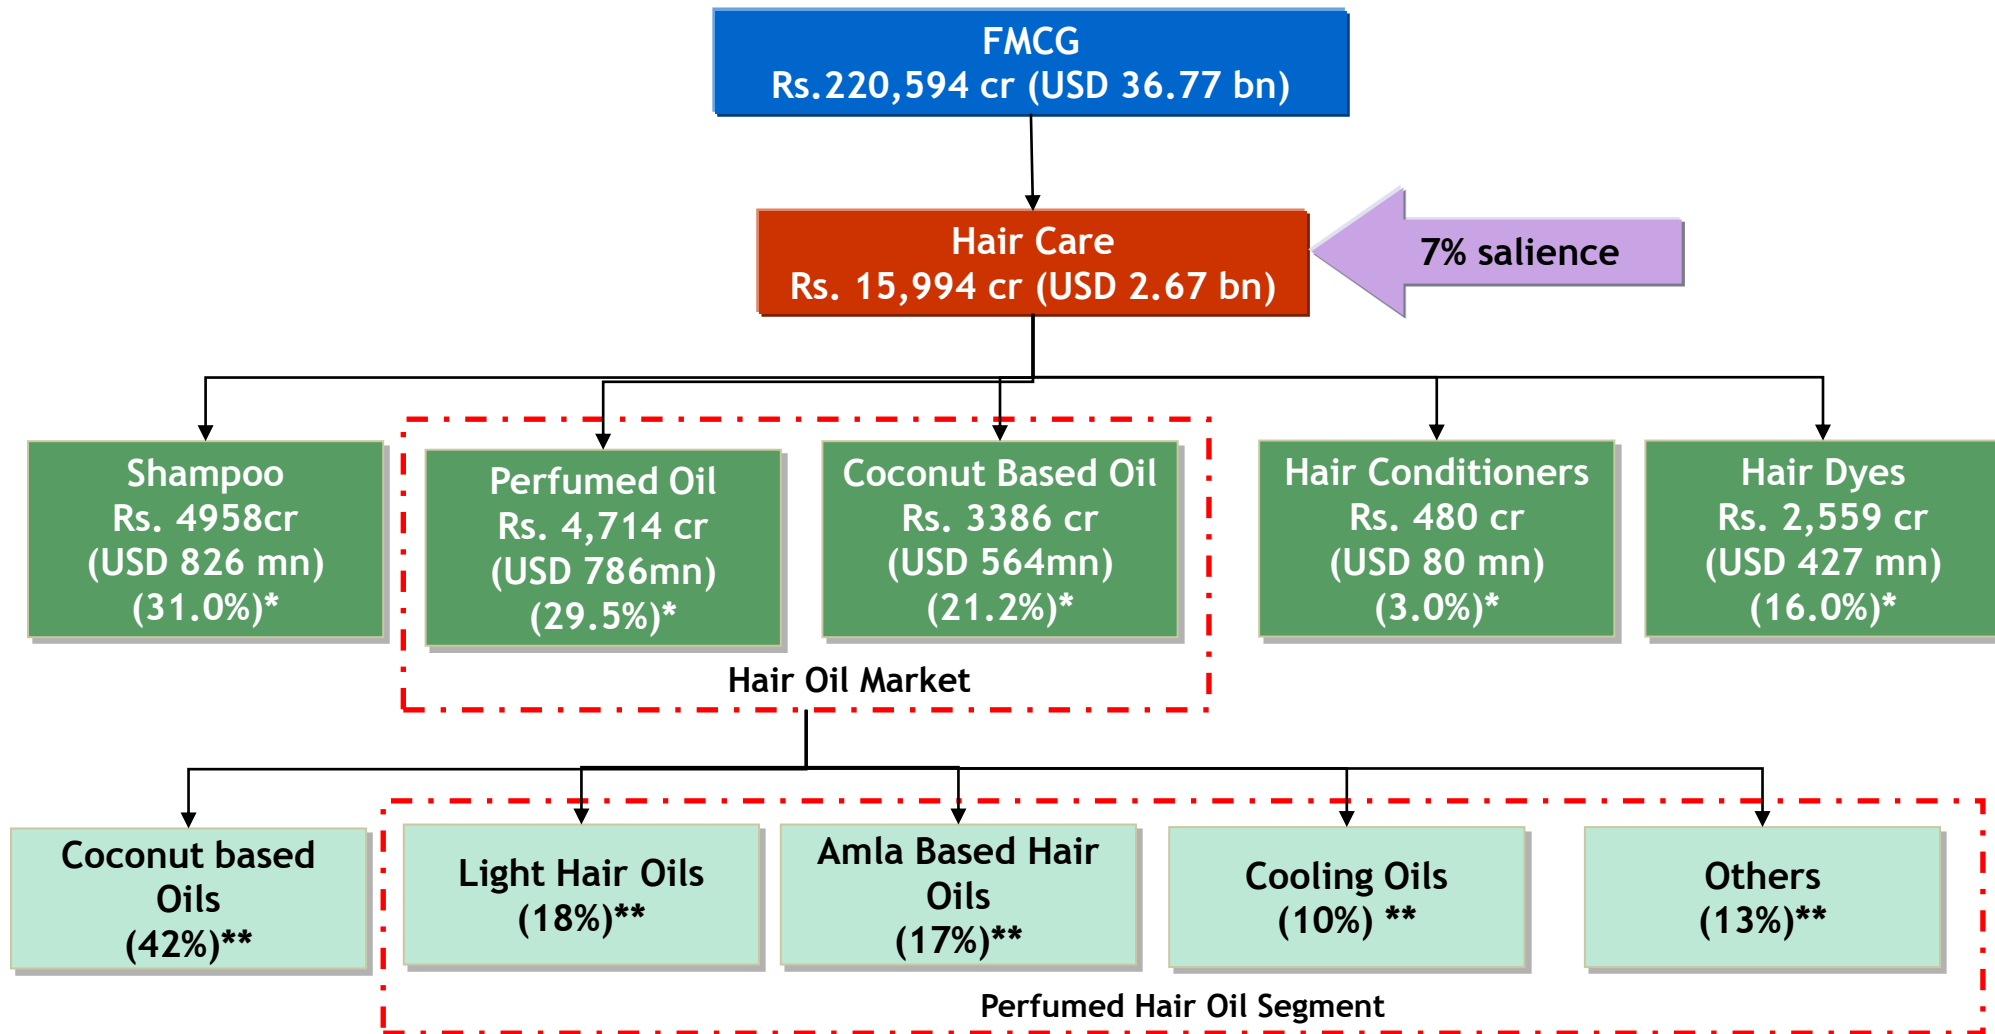 FMCG
Rs.220,594 cr (USD 36.77 bn)
Hair Care
Rs. 15,994 cr (USD 2.67 bn)
7% salience
Shampoo
Rs. 4958cr
(USD 826 mn)
(31.0%)*
Perfumed Oil
Rs. 4,714 cr
(USD 786mn)
(29.5%)*
Coconut Based Oil
Rs. 3386 cr
(USD 564mn)
(21.2%)*
Hair Conditioners
Rs. 480 cr
(USD 80 mn)
(3.0%)*
Hair Dyes
Rs. 2,559 cr
(USD 427 mn)
(16.0%)*
Hair Oil Market
Coconut based
Oils
(42%)**
Light Hair Oils
(18%)**
Amla Based Hair
Oils
(17%)**
Cooling Oils
(10%) **
Others
(13%)**
Perfumed Hair Oil Segment